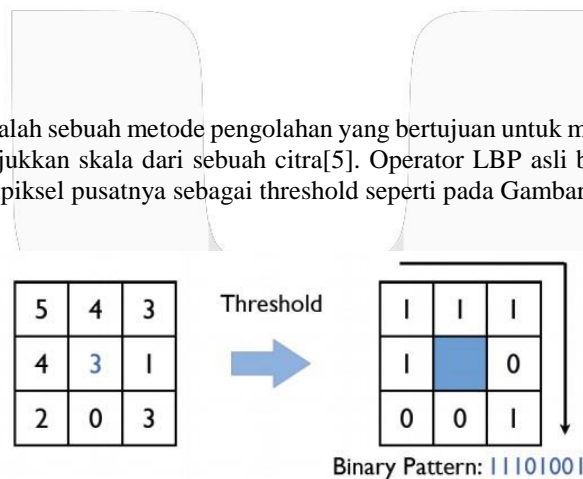 alah sebuah metode pengolahan yang bertujuan untuk m
jukkan skala dari sebuah citra[5]. Operator LBP asli b
piksel pusatnya sebagai threshold seperti pada Gambar
Threshold
5 4 3
4 3 1
2 0 3
1 1 1
1 0
0 0 1
Binary Pattern: 11101001